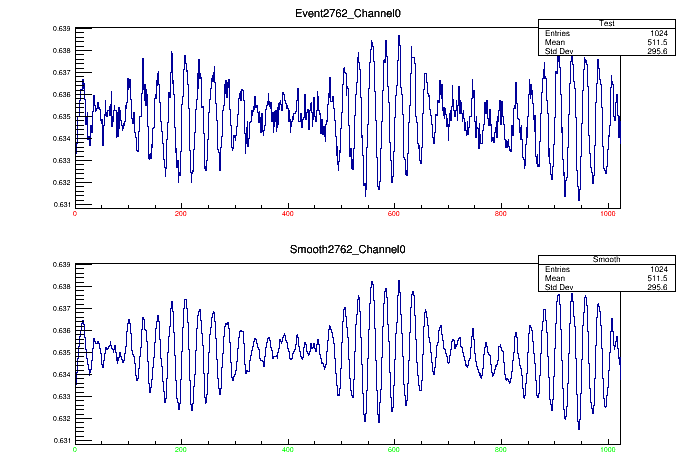 Event2762_Channel0
Test
Entries 1024
Mean 511.5
Std Dev 295.6
0.639
0.638
0.637
0.636
0.635
0.634
0.633
0.632
0.631
0 200 400 600 800 1000
Smooth2762_Channel0
Smooth
Entries 1024
Mean 511.5
Std Dev 295.6
0.639
0.638
0.637
0.636
0.635
0.634
0.633
0.632
0.631
0 200 400 600 800 1000